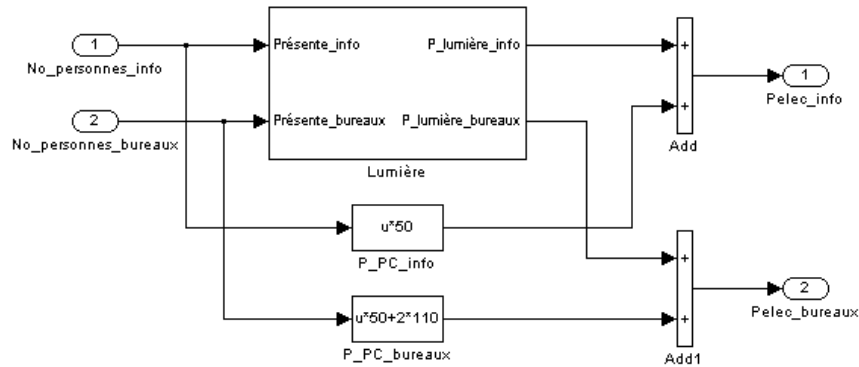 1
No_personnes_info
2
No_personnes_bureaux
Présente_info
P_lumière_info
Présente_bureaux
P_lumière_bureaux
Lumière
+
+
Add
1
Pelec_info
u*50
P_PC_info
u*50+2*110
P_PC_bureaux
+
+
Add1
2
Pelec_bureaux